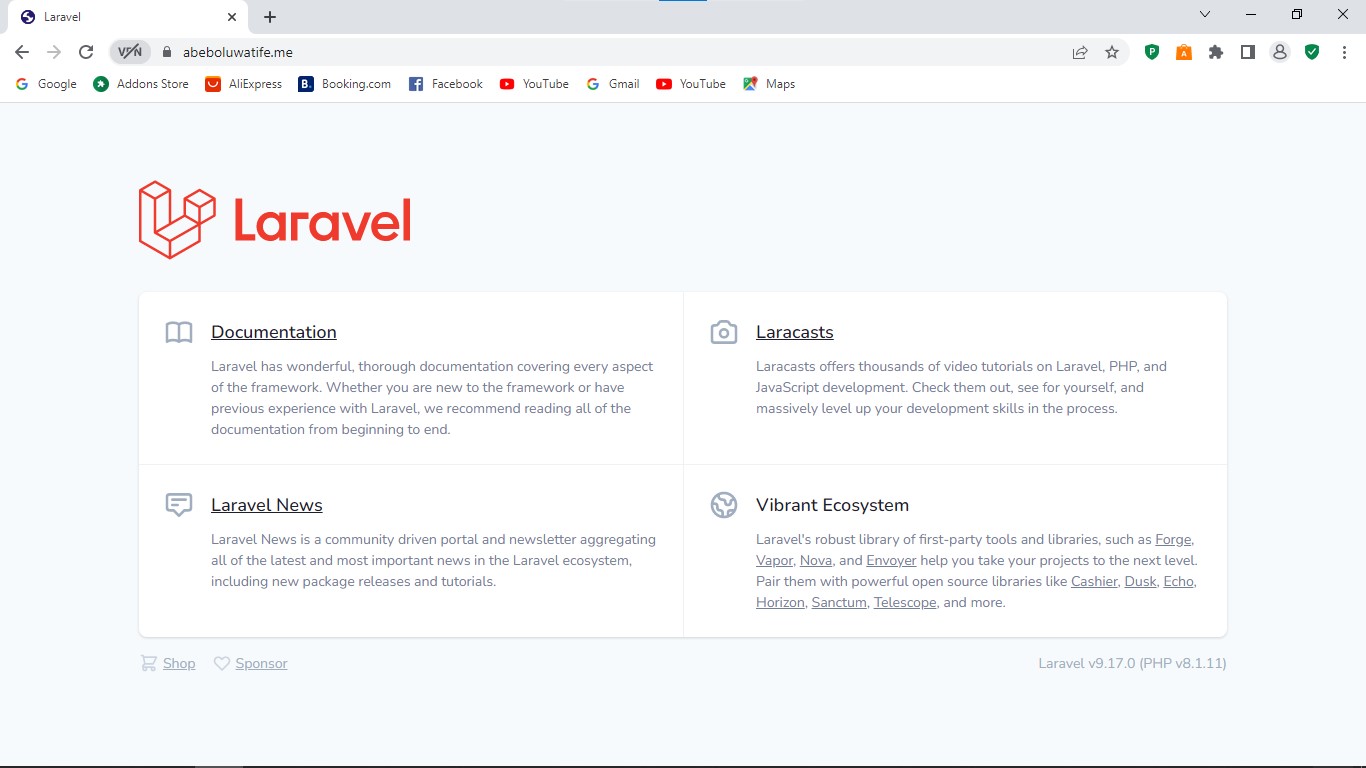 Laravel
VPN
abeboluwatife.me
Google
Addons Store
AliExpress
B.
Booking.com
Facebook
YouTube
Gmail
YouTube
Maps
Laravel
Documentation
Laravel has wonderful, thorough documentation covering every aspect
of the framework. Whether you are new to the framework or have
previous experience with Laravel, we recommend reading all of the
documentation from beginning to end.
Laracasts
Laracasts offers thousands of video tutorials on Laravel, PHP, and
JavaScript development. Check them out, see for yourself, and
massively level up your development skills in the process.
Laravel News
Laravel News is a community driven portal and newsletter aggregating
all of the latest and most important news in the Laravel ecosystem,
including new package releases and tutorials.
Vibrant Ecosystem
Laravel's robust library of first-party tools and libraries, such as Forge,
Vapor, Nova, and Envoyer help you take your projects to the next level.
Pair them with powerful open source libraries like Cashier, Dusk, Echo,
Horizon, Sanctum, Telescope, and more.
Shop
Sponsor
Laravel v9.17.0 (PHP v8.1.11)